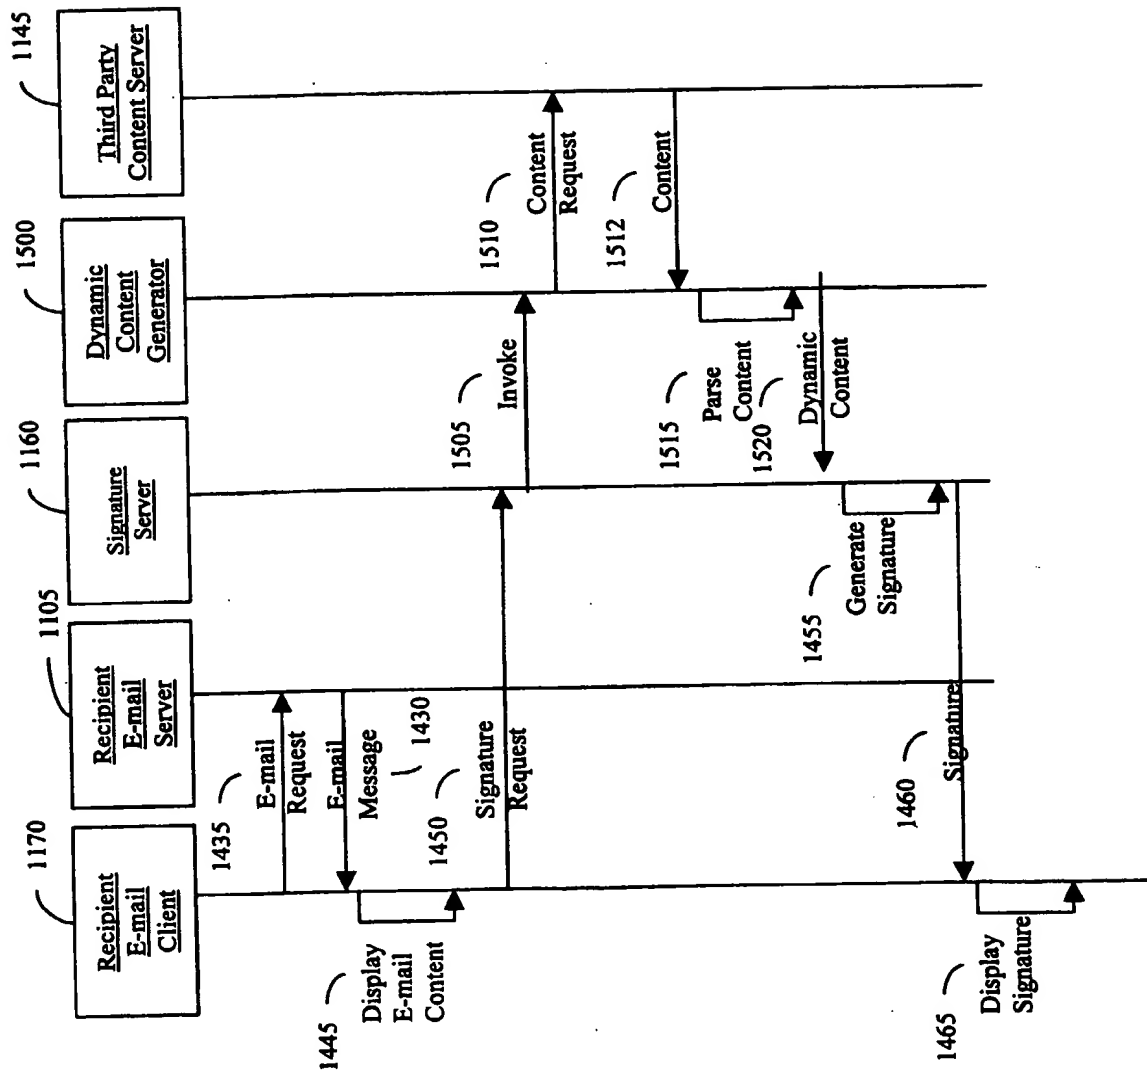 1170
Recipient
E-mail
Client
1105
Recipient
E-mail
Server
1160
Signature
Server
1500
Dynamic
Content
Generator
1145
Third Party
Content Server
1435
E-mail
Request
E-mail
Message
1430
1445
Display
E-mail
Content
1450
Signature
Request
1505
Invoke
1510
Content
Request
1512
Content
1515
Parse
Content
1520
Dynamic
Content
1455
Generate
Signature
1460
Signature
1465
Display
Signature